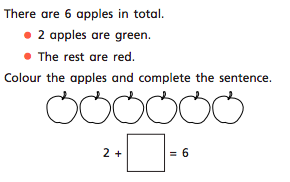 There are 6 apples in total.
• 2 apples are green.
• The rest are red.
Colour the apples and complete the sentence.
2 + = 6